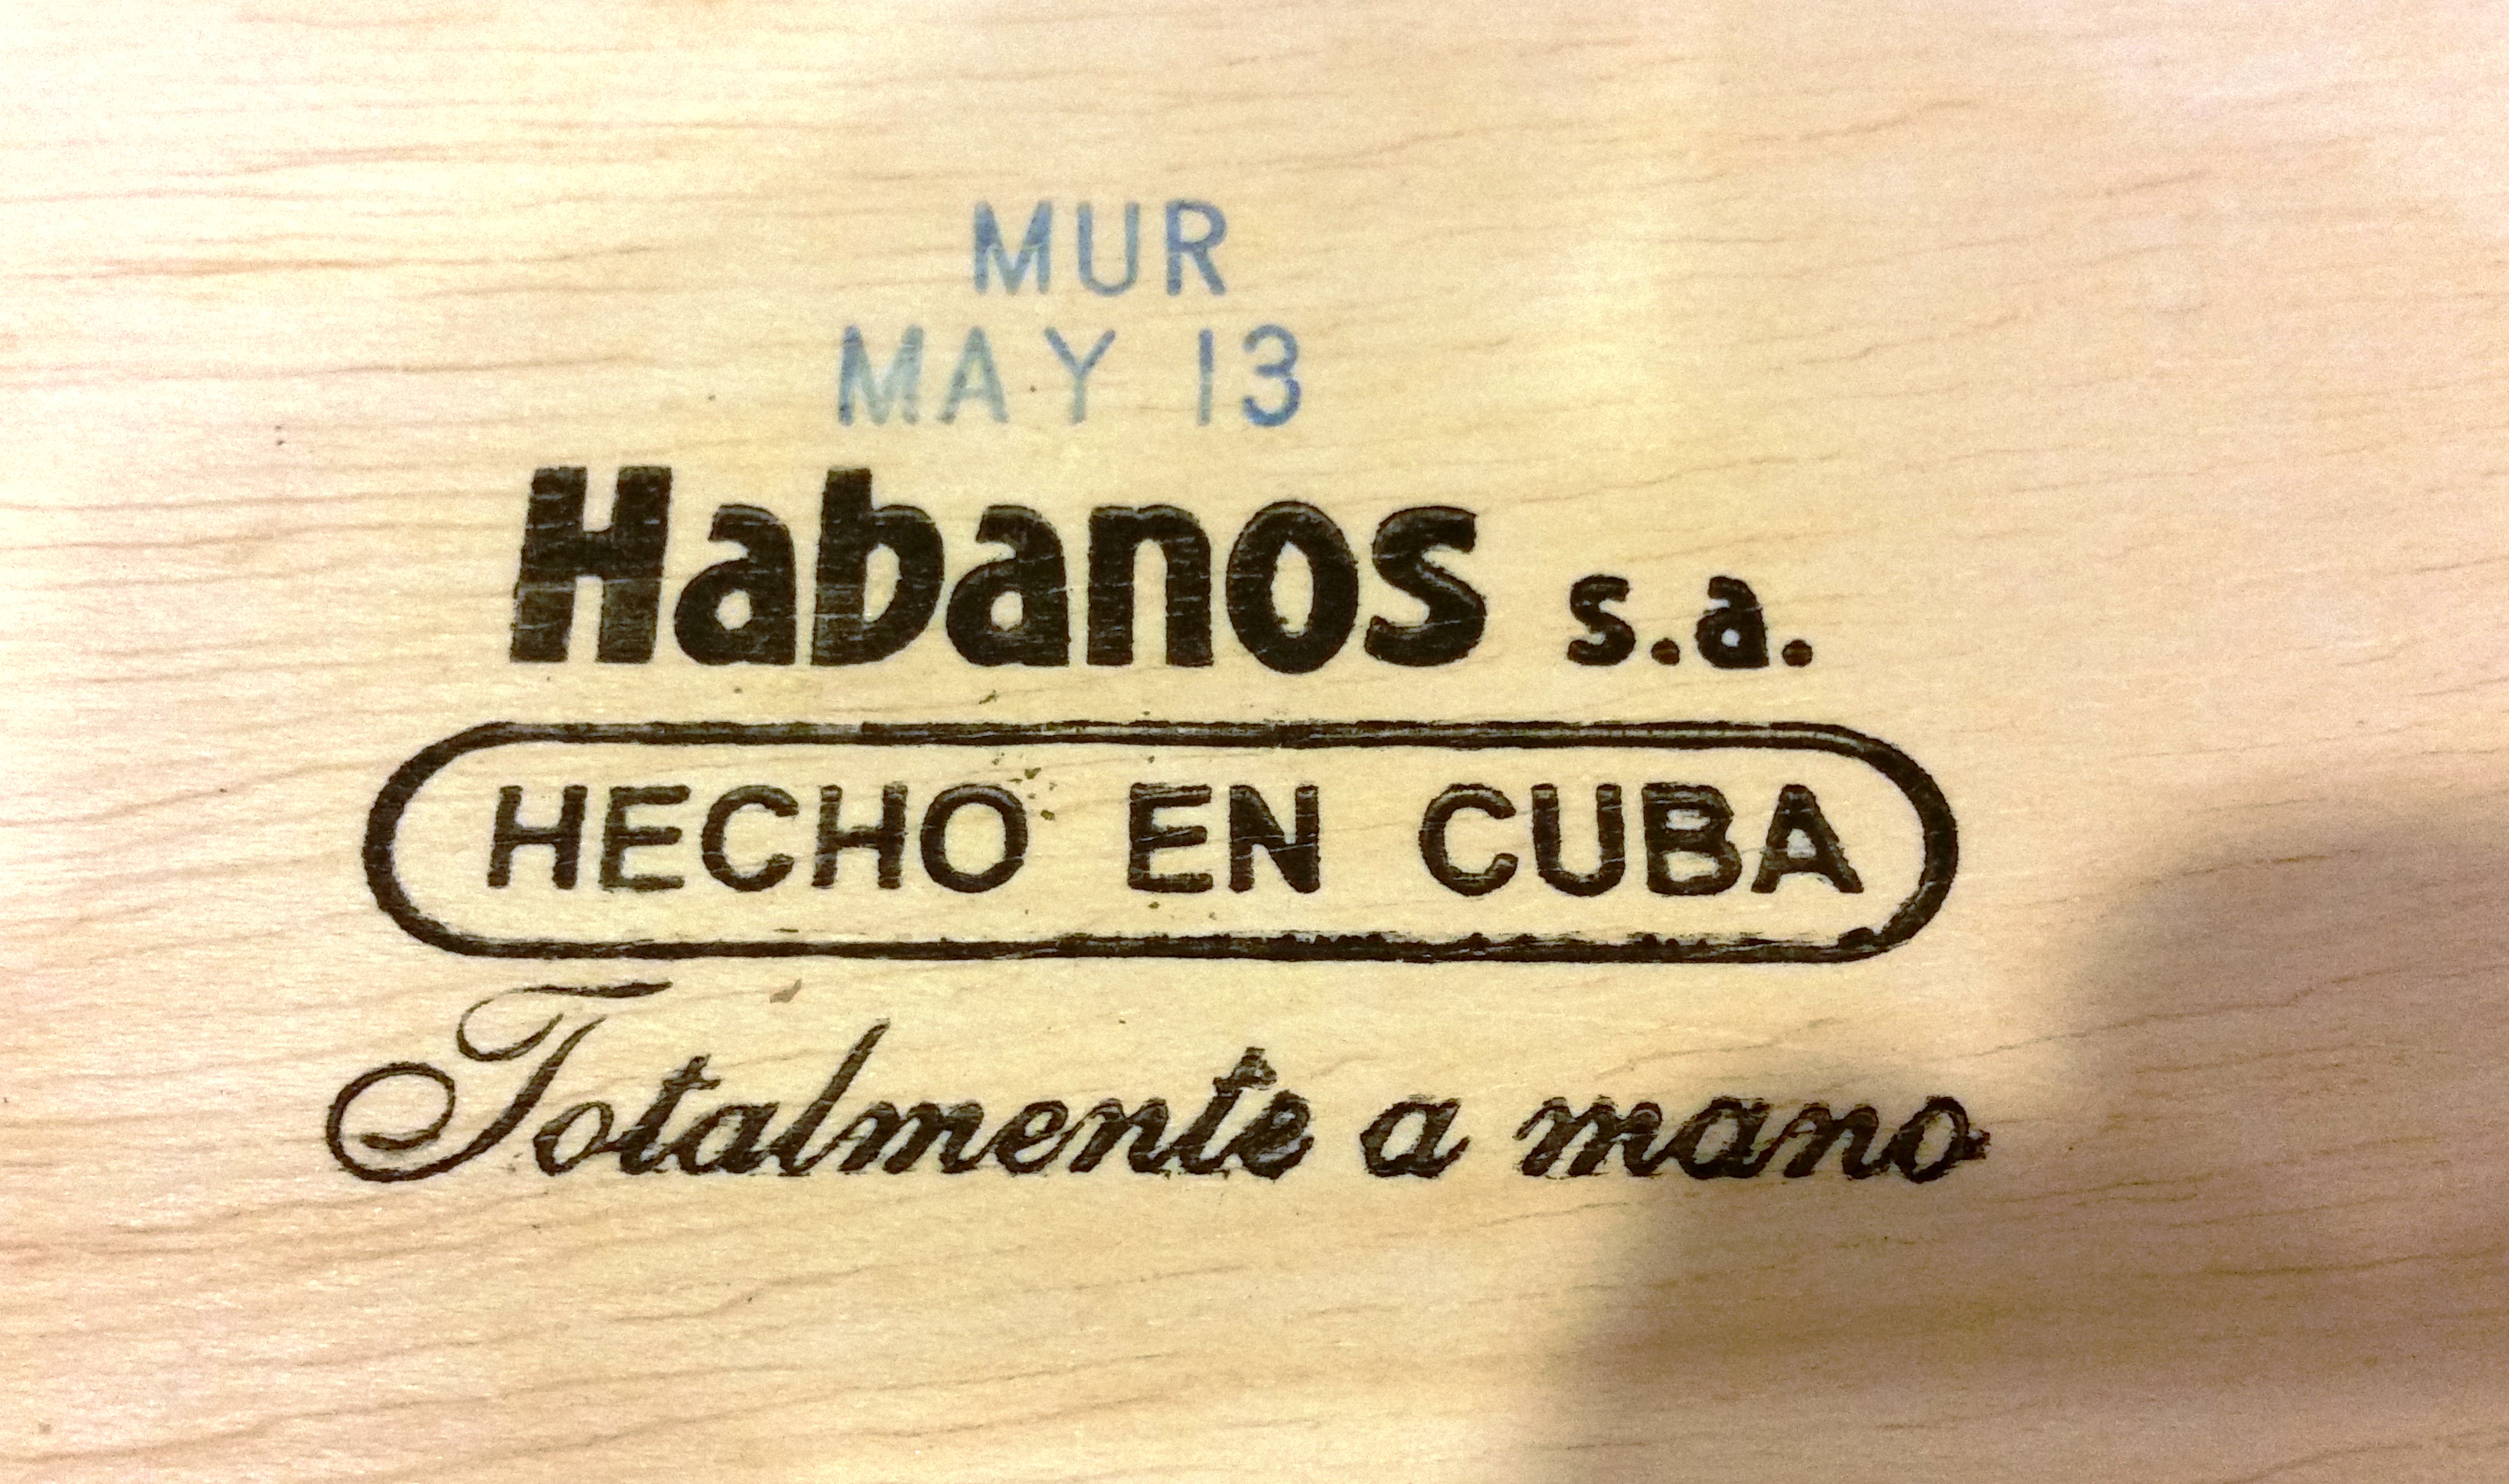 MUR
MAY 13
Habanos s.a.
HECHO EN CUBA
Totalmente a mano